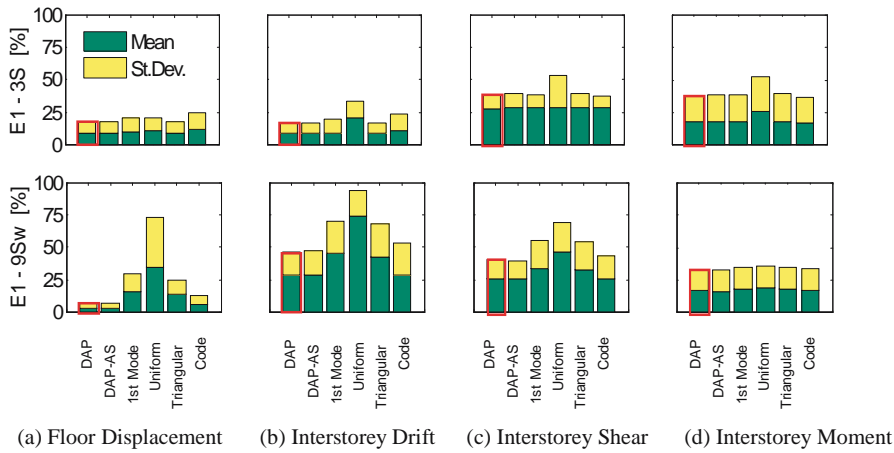 E1 - 3S [%]
100
75
50
25
0
Mean
St.Dev.
E1 - 9Sw [%]
100
75
50
25
0
DAP
DAP-AS
1st Mode
Uniform
Triangular
Code
DAP
DAP-AS
1st Mode
Uniform
Triangular
Code
DAP
DAP-AS
1st Mode
Uniform
Triangular
Code
DAP
DAP-AS
1st Mode
Uniform
Triangular
Code
(a) Floor Displacement
(b) Interstorey Drift
(c) Interstorey Shear
(d) Interstorey Moment